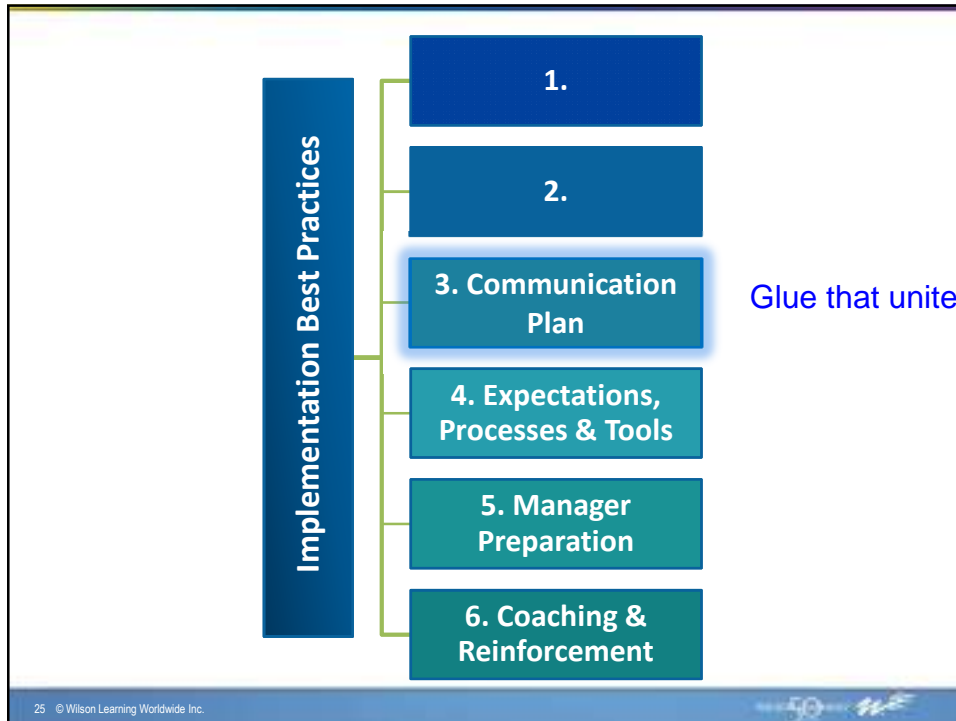 Implementation Best Practices
1.
2.
3. Communication
Plan
Glue that unite
4. Expectations,
Processes & Tools
5. Manager
Preparation
6. Coaching &
Reinforcement
25 © Wilson Learning Worldwide Inc.